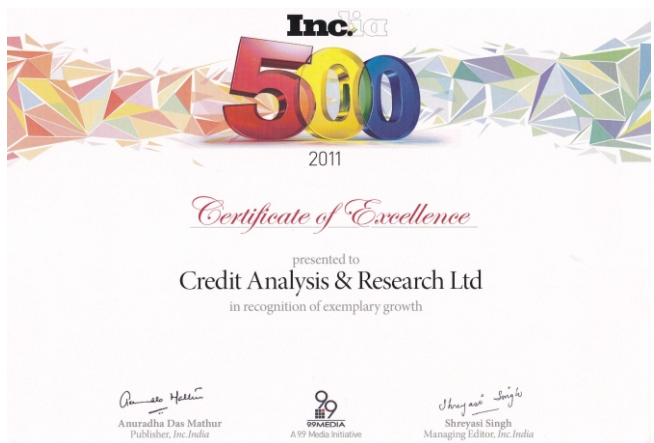 Inc.India
500
2011
Certificate of Excellence
presented to
Credit Analysis & Research Ltd
in recognition of exemplary growth
99
99MEDIA
A 99 Media Initiative
Anuradha Das Mathur
Publisher, Inc.India
Shreyasi Singh
Managing Editor, Inc.India